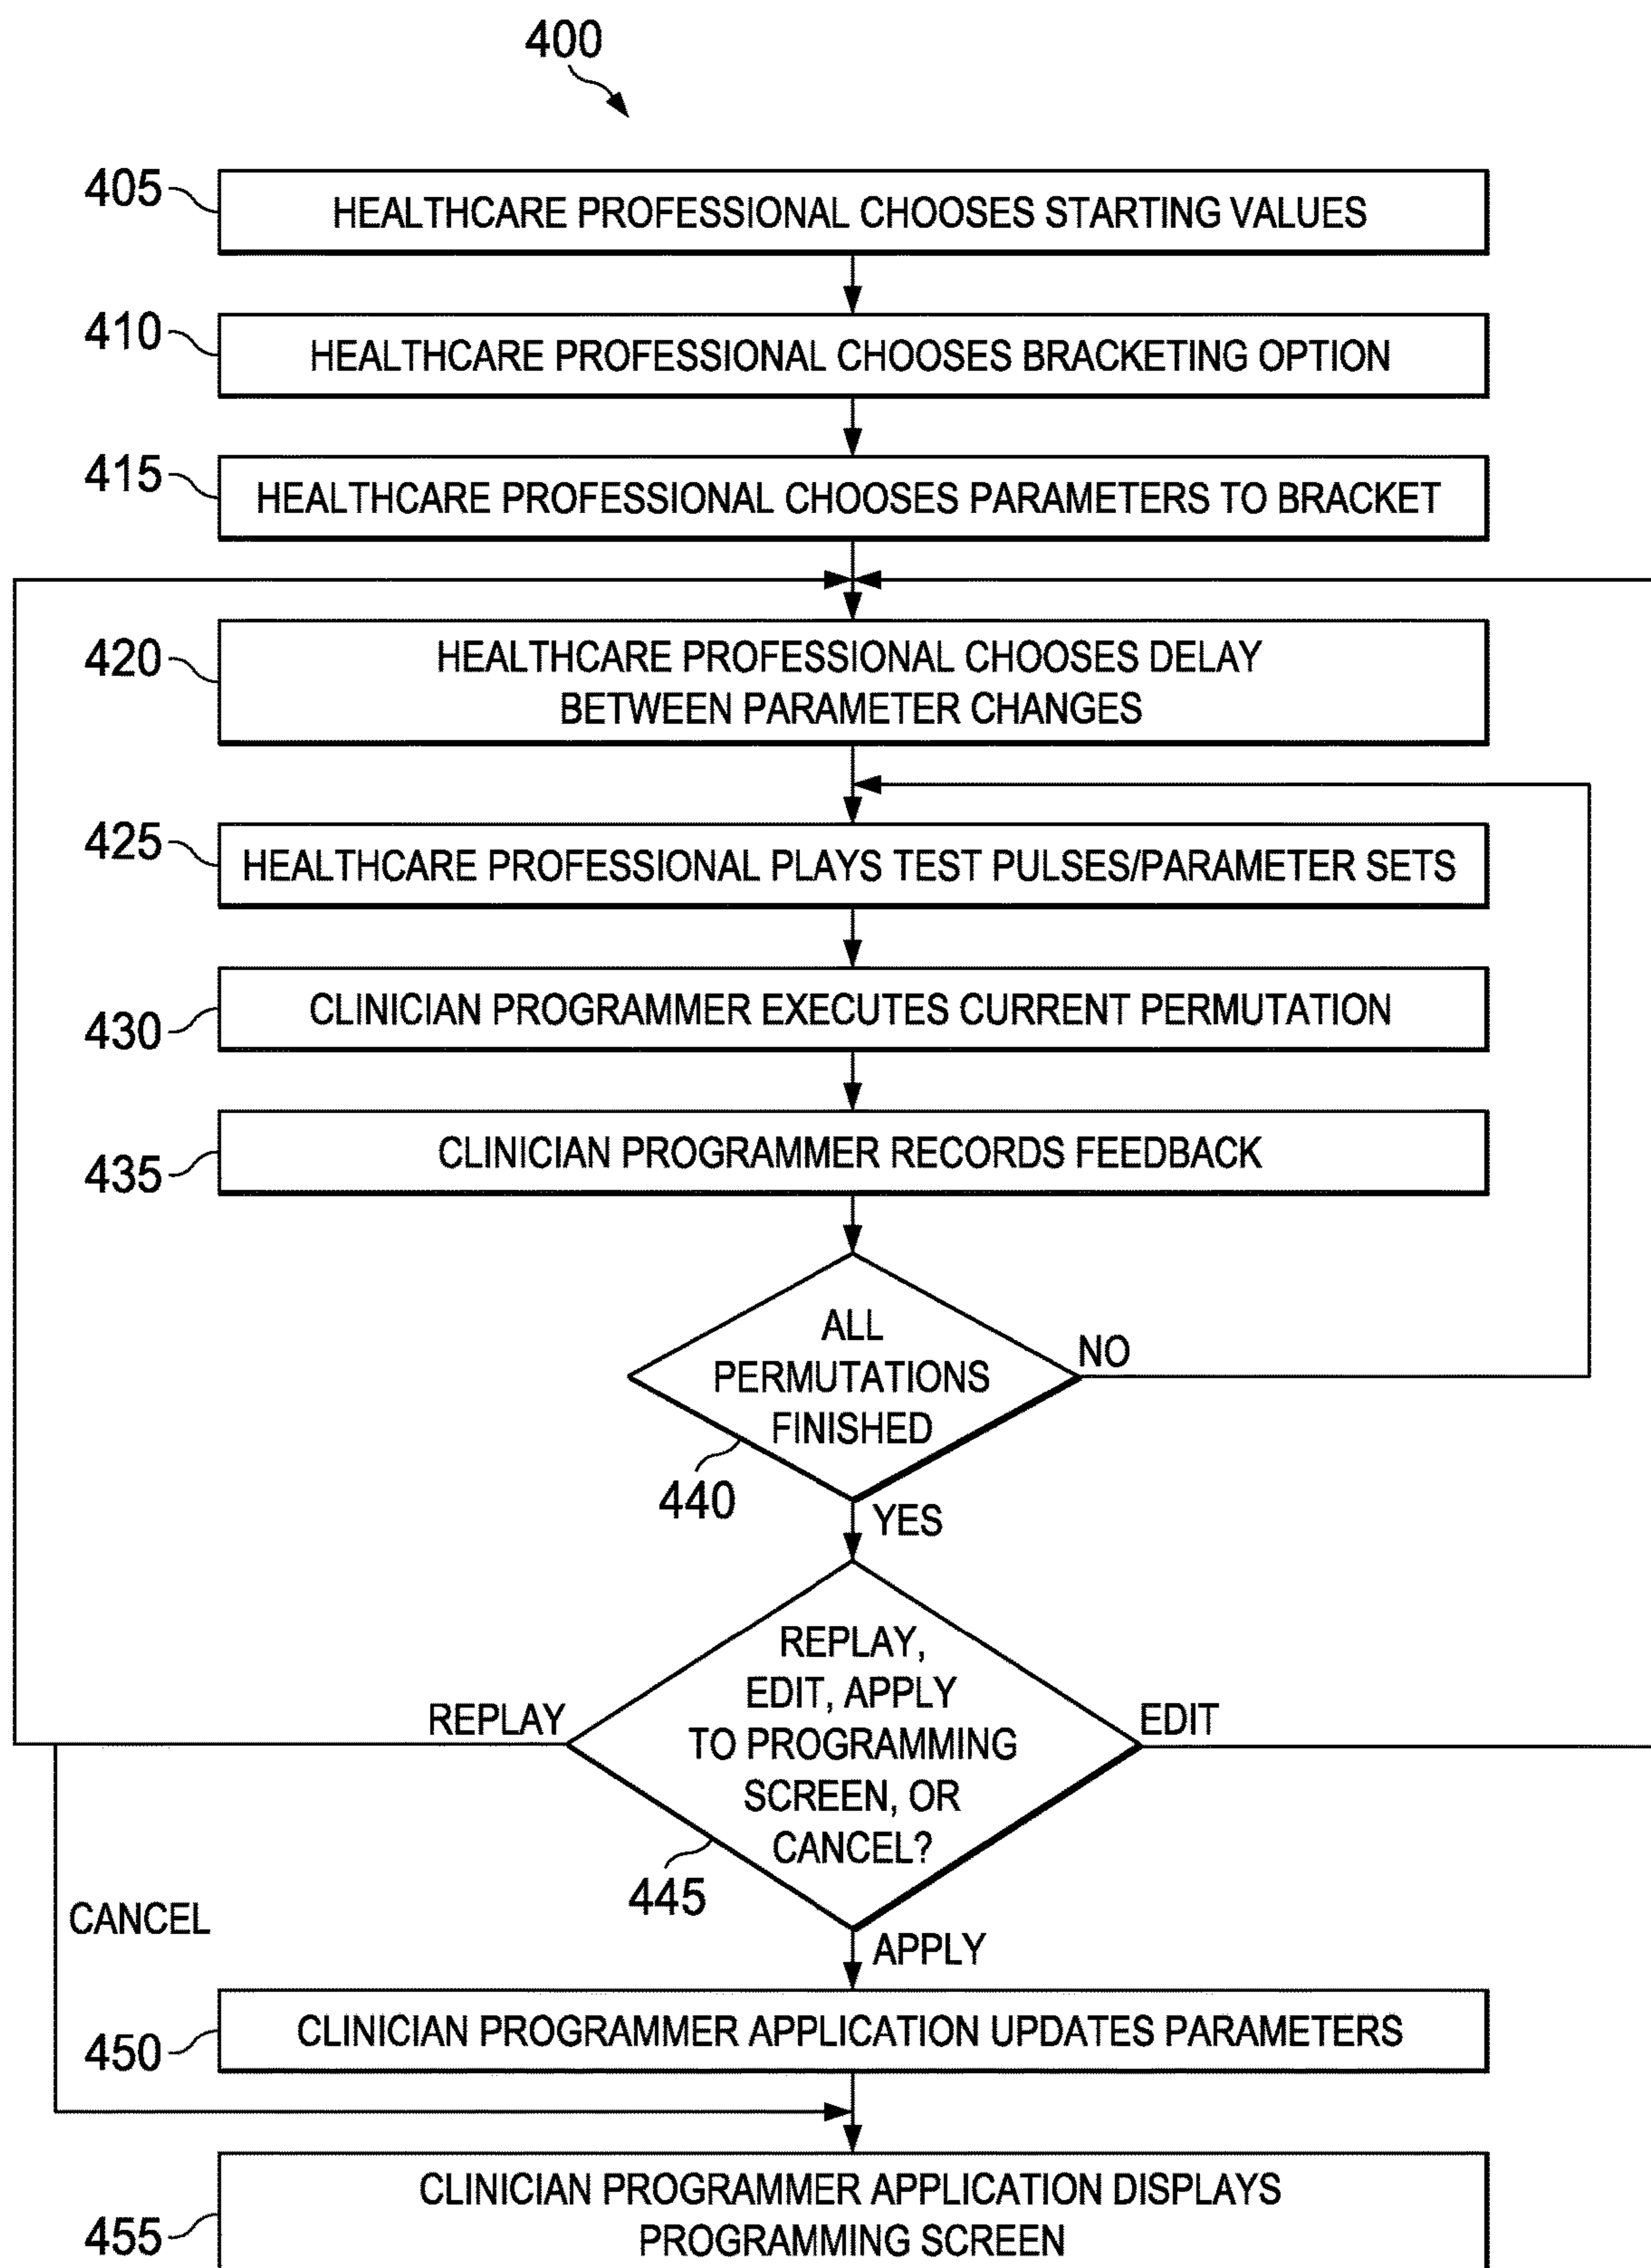 400
405
HEALTHCARE PROFESSIONAL CHOOSES STARTING VALUES
410
HEALTHCARE PROFESSIONAL CHOOSES BRACKETING OPTION
415
HEALTHCARE PROFESSIONAL CHOOSES PARAMETERS TO BRACKET
420
HEALTHCARE PROFESSIONAL CHOOSES DELAY
BETWEEN PARAMETER CHANGES
425
HEALTHCARE PROFESSIONAL PLAYS TEST PULSES/PARAMETER SETS
430
CLINICIAN PROGRAMMER EXECUTES CURRENT PERMUTATION
435
CLINICIAN PROGRAMMER RECORDS FEEDBACK
ALL
PERMUTATIONS
FINISHED
NO
440
YES
REPLAY,
EDIT, APPLY
TO PROGRAMMING
SCREEN, OR
CANCEL?
REPLAY
EDIT
445
CANCEL
APPLY
450
CLINICIAN PROGRAMMER APPLICATION UPDATES PARAMETERS
455
CLINICIAN PROGRAMMER APPLICATION DISPLAYS
PROGRAMMING SCREEN